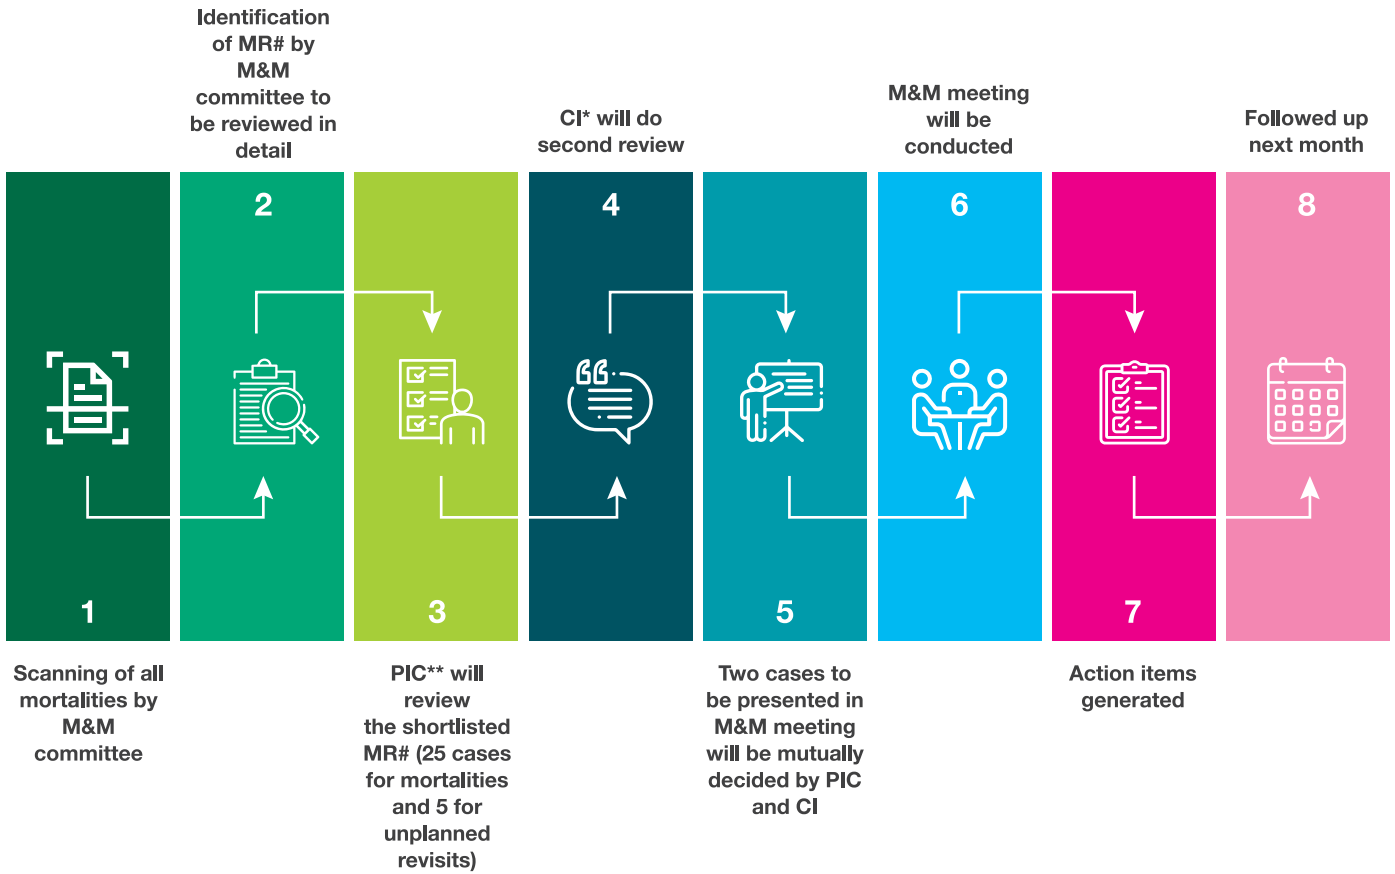 1
Scanning of all
mortalities by
M&M
committee
Identification
of MR# by
M&M
committee to
be reviewed in
detail
2
3
PIC** will
review
the shortlisted
MR# (25 cases
for mortalities
and 5 for
unplanned
revisits)
CI* will do
second review
4
5
Two cases to
be presented in
M&M meeting
will be mutually
decided by PIC
and CI
M&M meeting
will be
conducted
6
7
Action items
generated
Followed up
next month
8